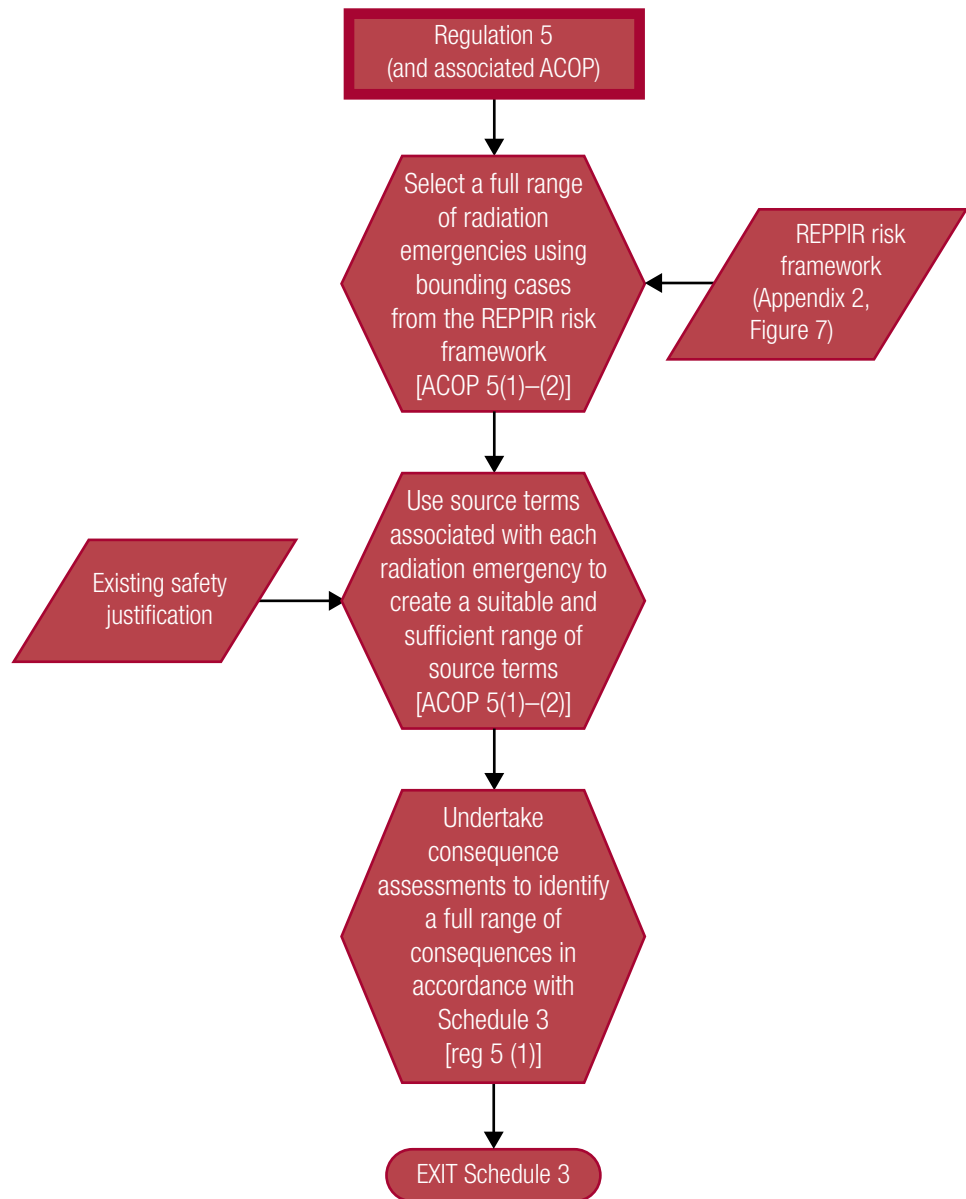 Regulation 5
(and associated ACOP)
Select a full range
of radiation
emergencies using
bounding cases
from the REPPIR risk
framework
[ACOP 5(1)–(2)]
REPPIR risk
framework
(Appendix 2,
Figure 7)
Use source terms
associated with each
radiation emergency to
create a suitable and
sufficient range of
source terms
[ACOP 5(1)–(2)]
Existing safety
justification
Undertake
consequence
assessments to identify
a full range of
consequences in
accordance with
Schedule 3
[reg 5 (1)]
EXIT Schedule 3